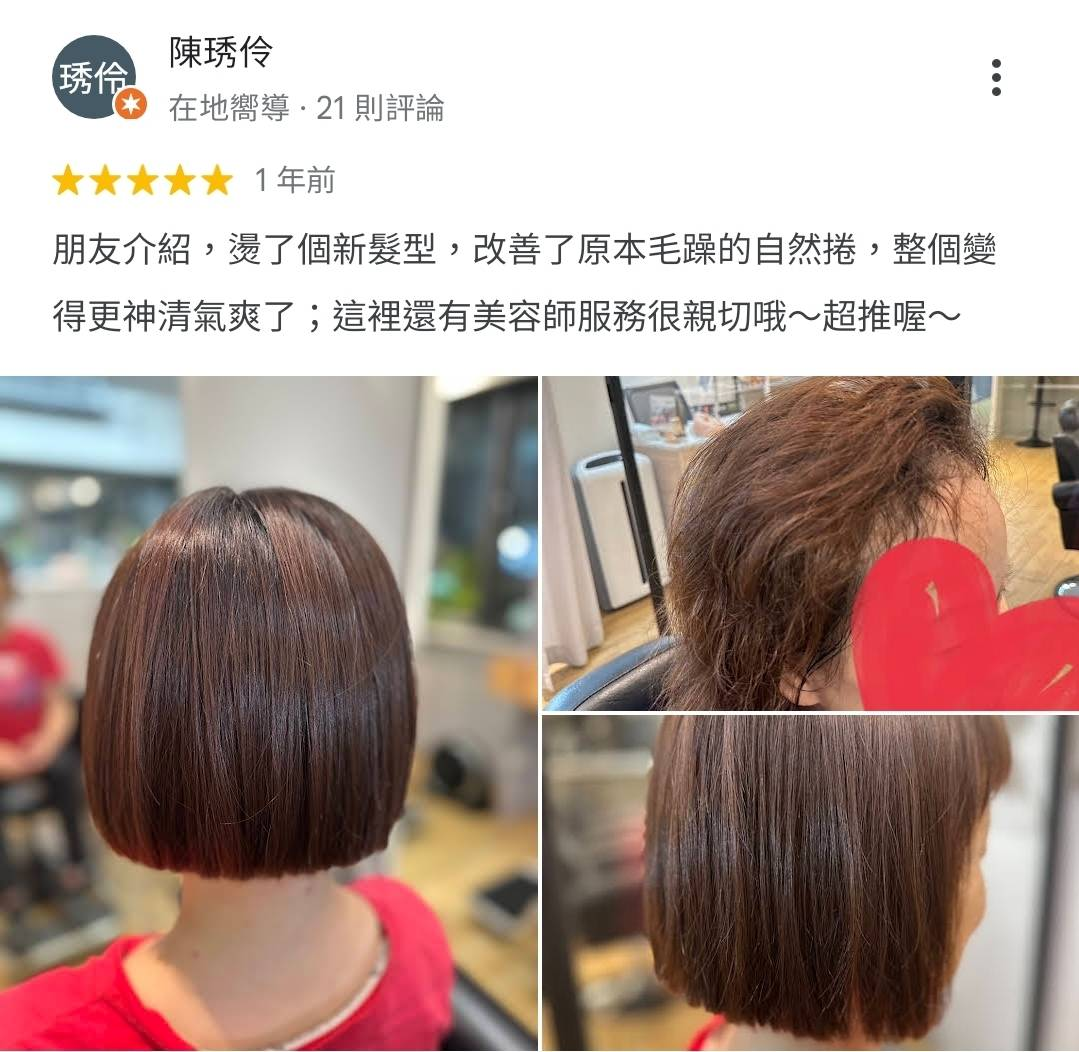 琇伶
陳琇伶
在地嚮導 · 21 則評論
1 年前
朋友介紹，燙了個新髮型，改善了原本毛躁的自然捲，整個變
得更神清氣爽了；這裡還有美容師服務很親切哦～超推喔～